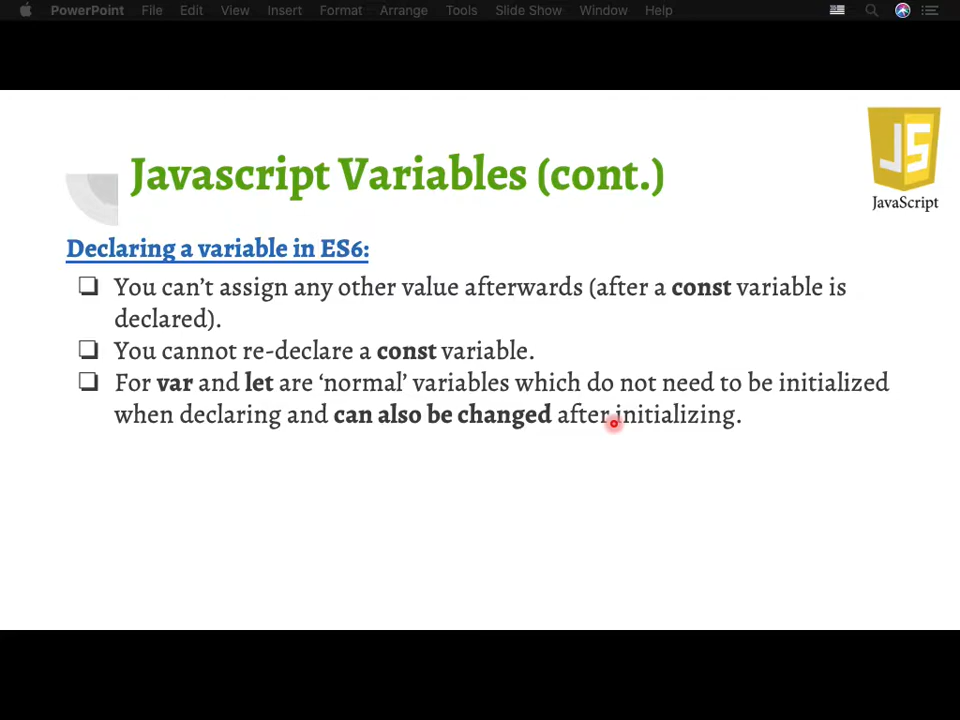 PowerPoint File Edit View Insert Format Arrange Tools Slide Show Window Help
JS
JavaScript
Javascript Variables (cont.)
Declaring a variable in ES6:
❏ You can’t assign any other value afterwards (after a const variable is
declared).
❏ You cannot re-declare a const variable.
❏ For var and let are ‘normal’ variables which do not need to be initialized
when declaring and can also be changed after initializing.